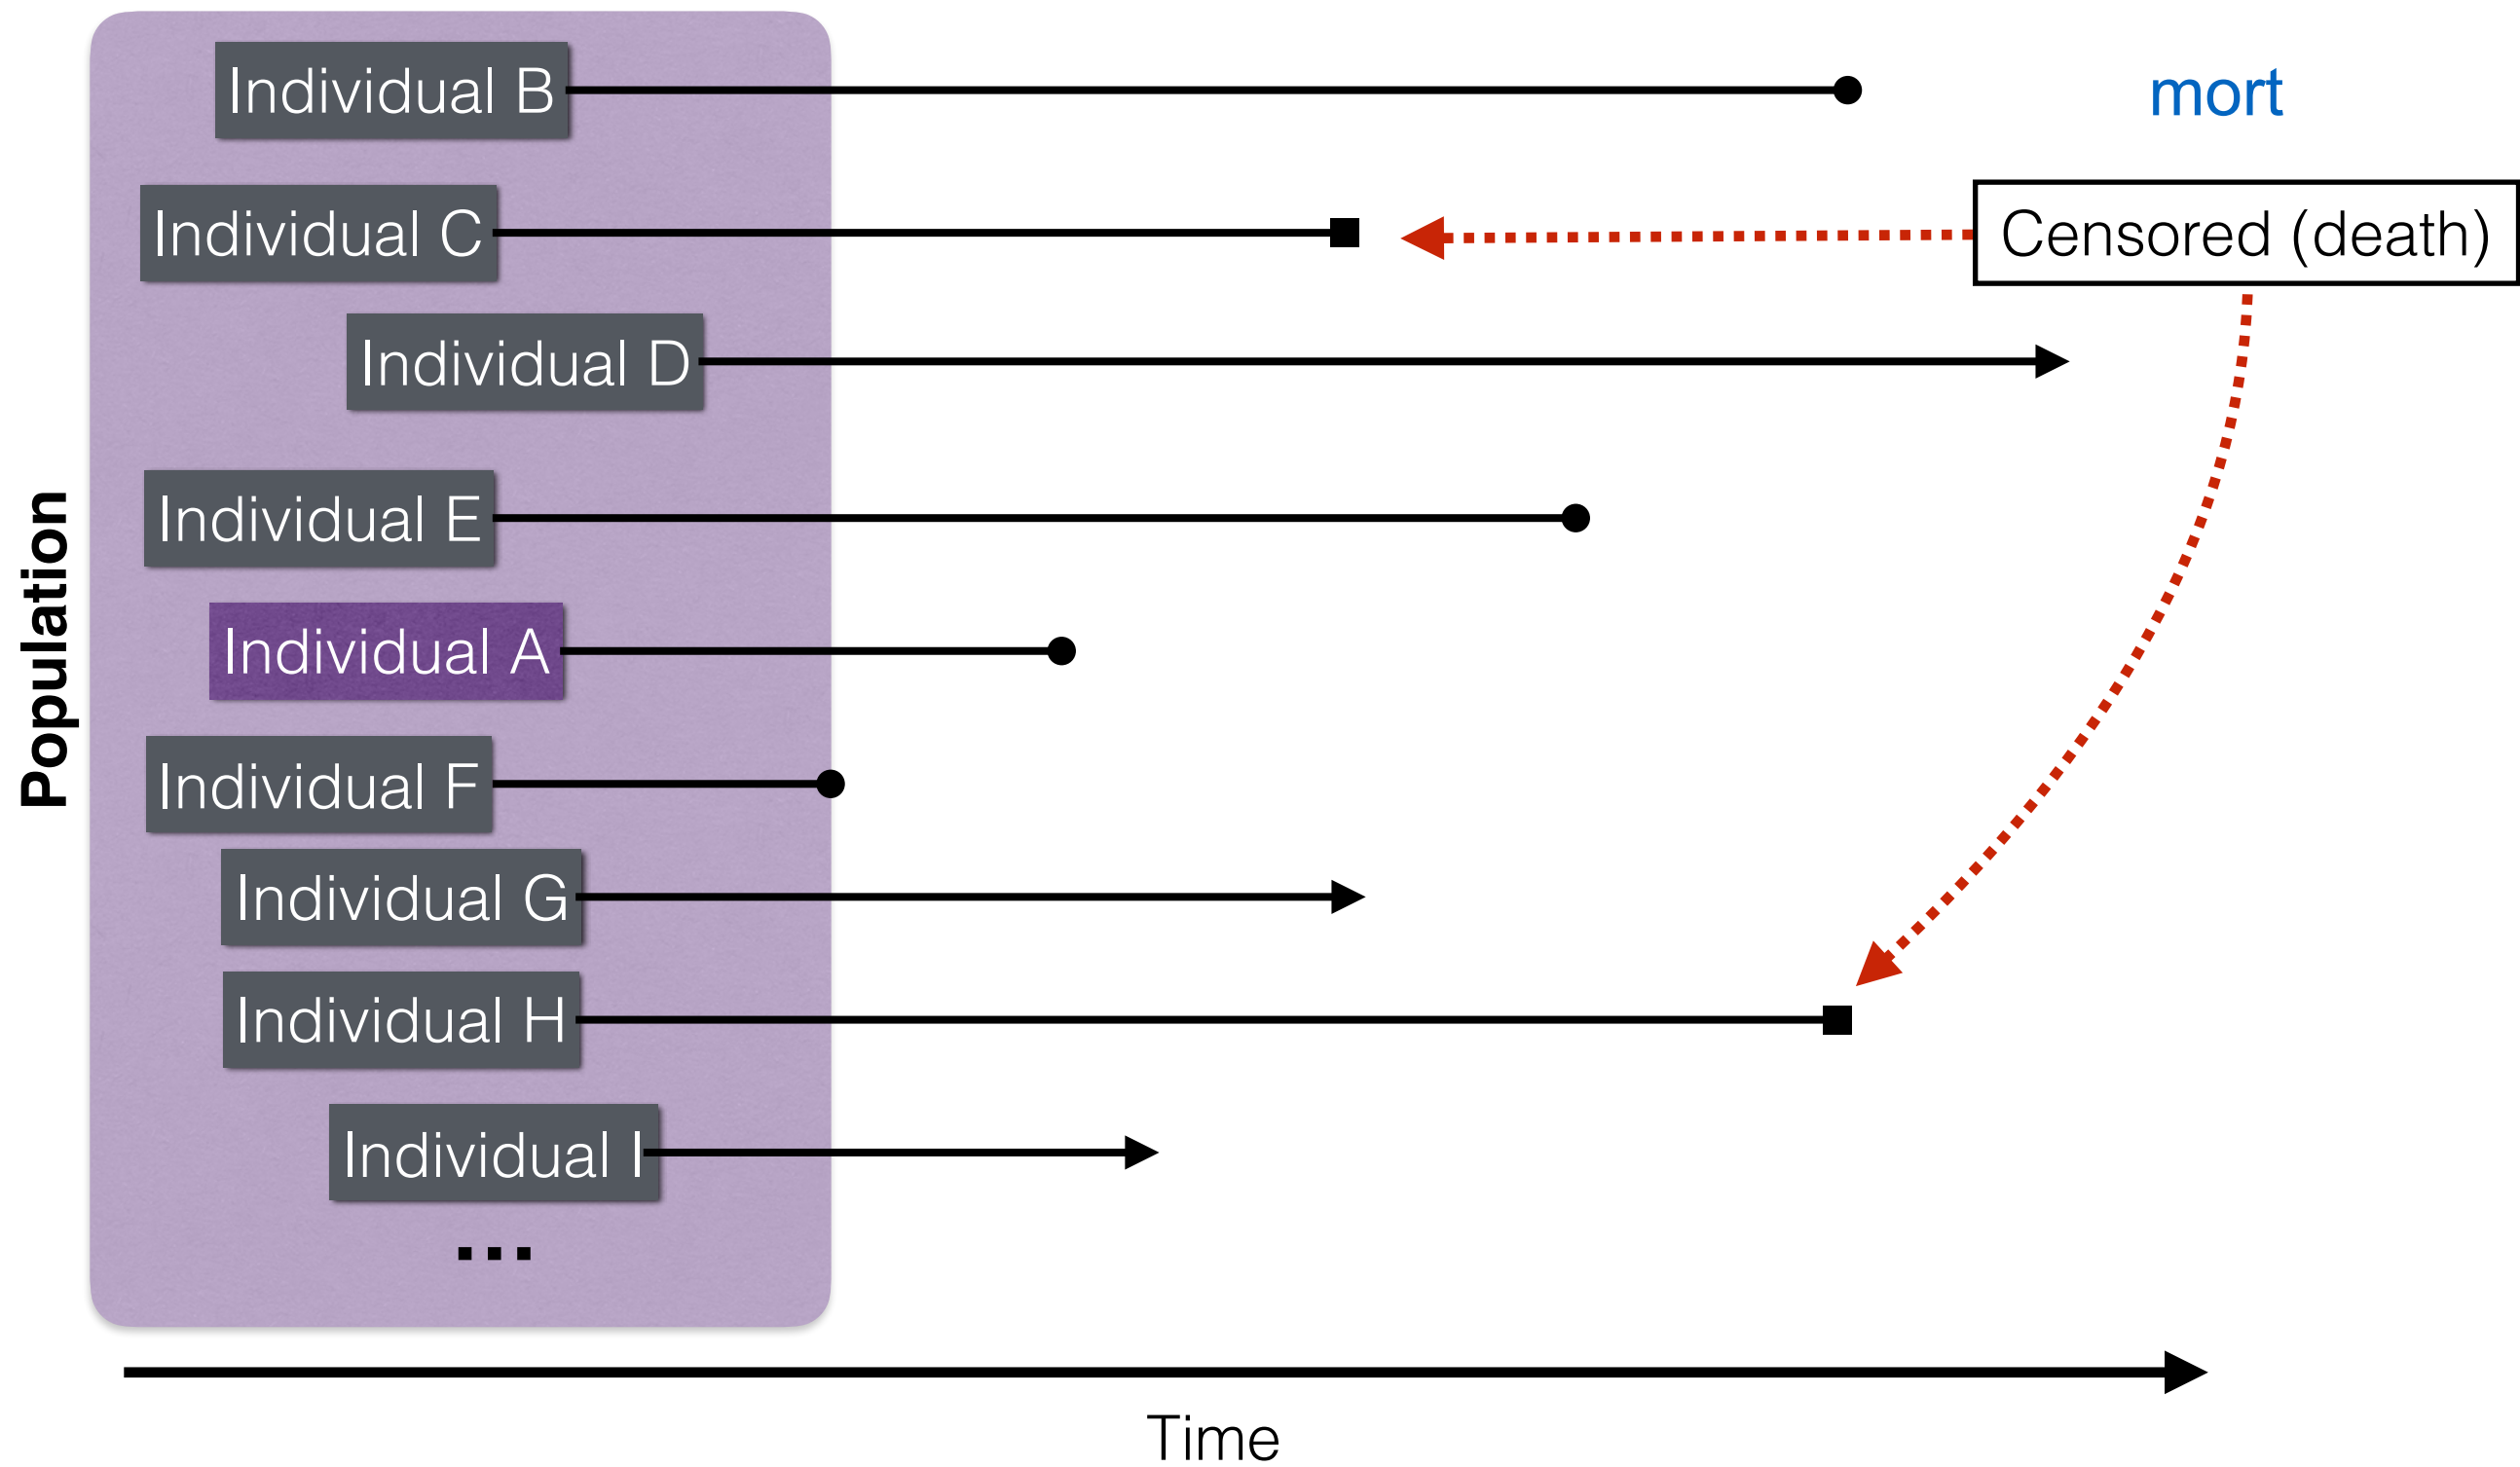 Individual B
mort
Individual C
Censored (death)
Individual D
Individual E
Population
Individual A
Individual F
Individual G
Individual H
Individual I
...
Time